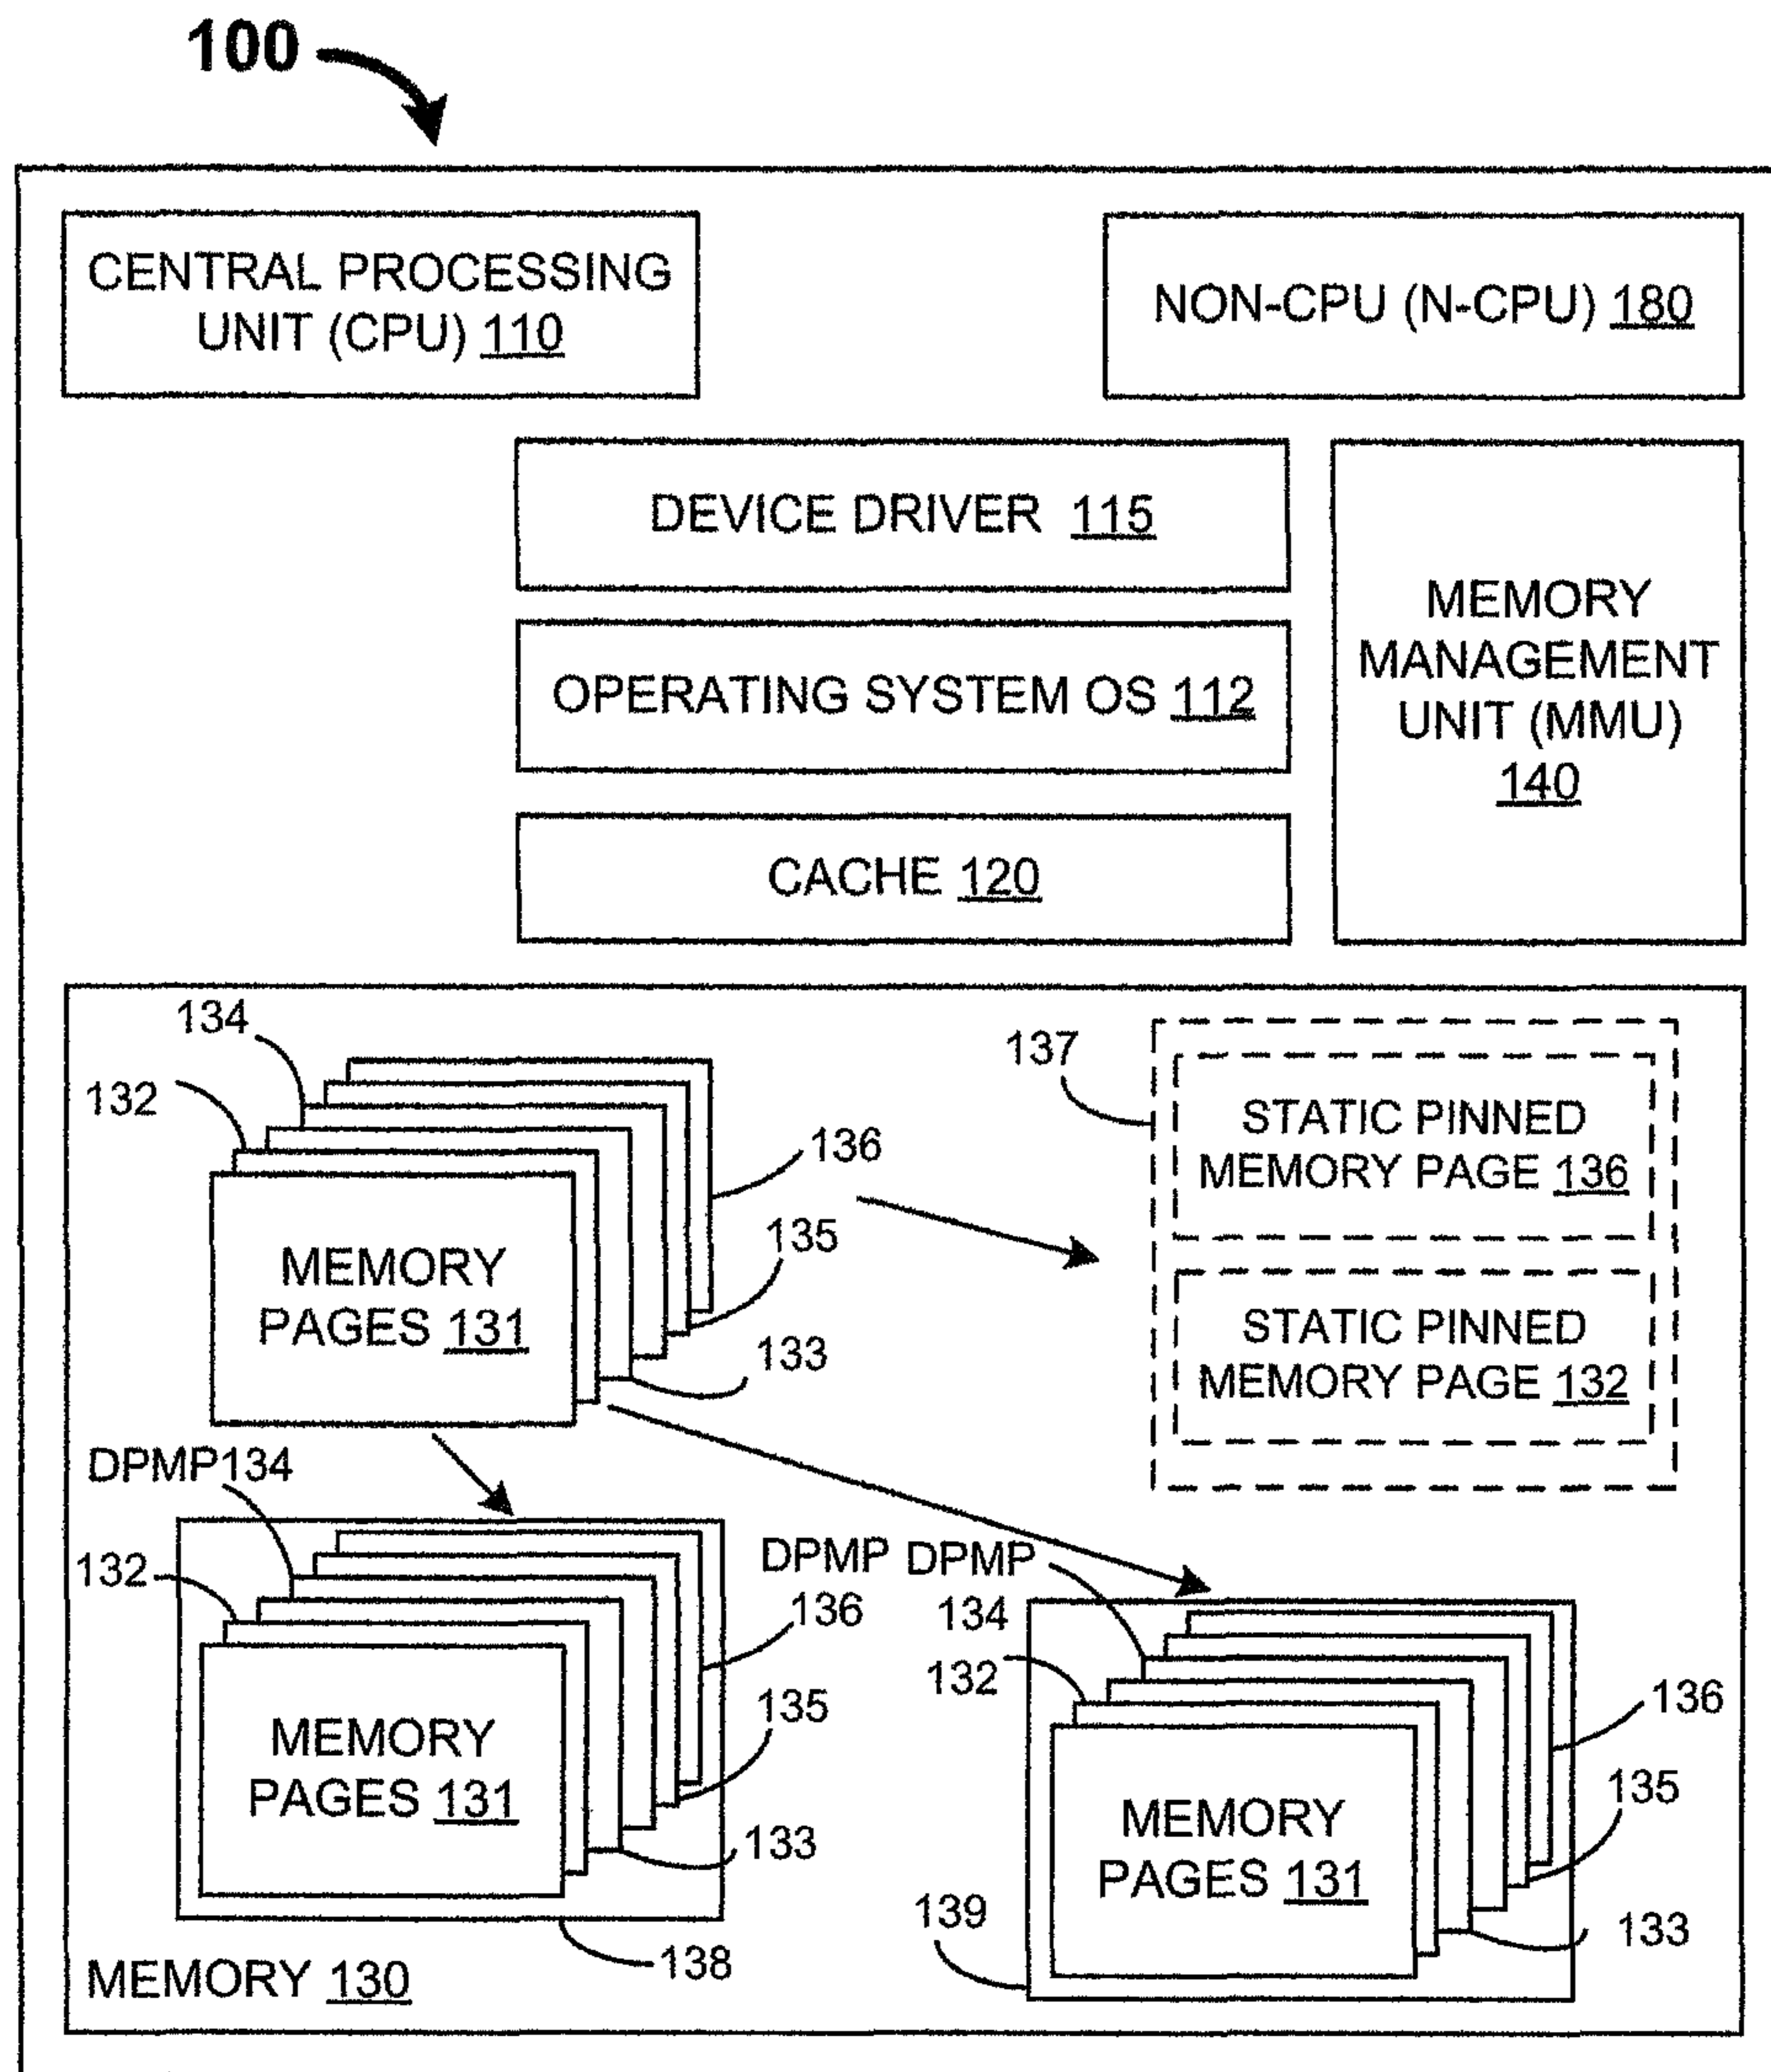 100
CENTRAL PROCESSING
UNIT (CPU) 110
NON-CPU (N-CPU) 180
DEVICE DRIVER 115
OPERATING SYSTEM OS 112
CACHE 120
MEMORY
MANAGEMENT
UNIT (MMU)
140
134
132
136
135
133
MEMORY
PAGES 131
137
STATIC PINNED
MEMORY PAGE 136
STATIC PINNED
MEMORY PAGE 132
DPMP134
132
DPMP
136
135
133
MEMORY
PAGES 131
138
DPMP
134
132
136
135
133
MEMORY
PAGES 131
139
MEMORY 130